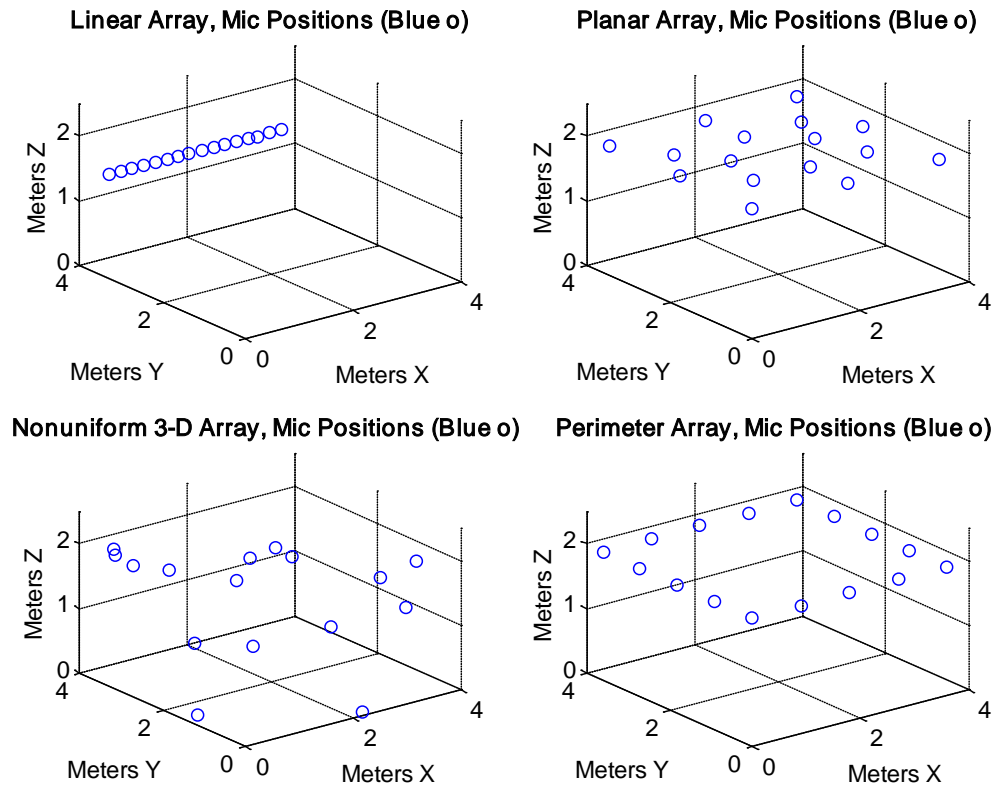 Linear Array, Mic Positions (Blue o)
Meters Z
2
1
0
4
2
0
Meters Y
0
2
4
Meters X
Planar Array, Mic Positions (Blue o)
Meters Z
2
1
0
4
2
0
Meters Y
0
2
4
Meters X
Nonuniform 3-D Array, Mic Positions (Blue o)
Meters Z
2
1
0
4
2
0
Meters Y
0
2
4
Meters X
Perimeter Array, Mic Positions (Blue o)
Meters Z
2
1
0
4
2
0
Meters Y
0
2
4
Meters X